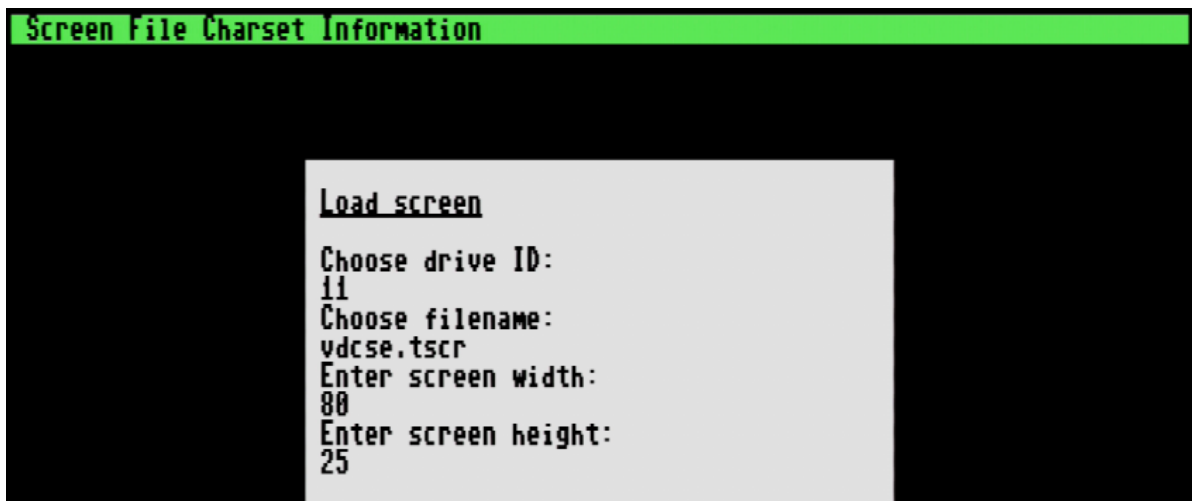 Screen File Charset Information
Load screen
Choose drive ID:
11
Choose filename:
vdcse.tscr
Enter screen width:
80
Enter screen height:
25